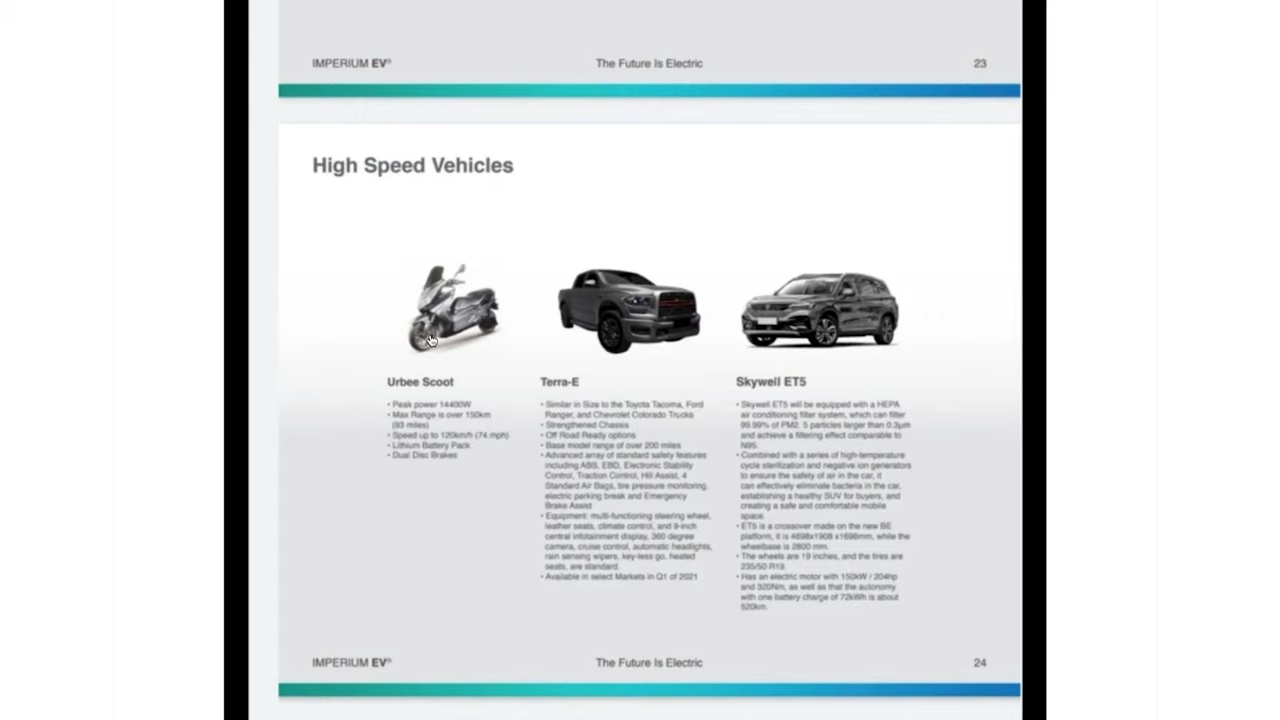 IMPERIUM EV® The Future Is Electric 23
High Speed Vehicles
Urbee Scoot
• Peak power 14400W
• Max Range is over 150km
(93 miles)
• Speed up to 120km/h (74 mph)
• Lithium Battery Pack
• Dual Disc Brakes
Terra-E
• Similar in Size to the Toyota Tacoma, Ford
Ranger, and Chevrolet Colorado Trucks
• Strengthened Chassis
• Off Road Ready options
• Base model range of over 200 miles
• Advanced array of standard safety features
including ABS, EBD, Electronic Stability
Control, Traction Control, Hill Assist, 4
Standard Air Bags, tire pressure monitoring,
electric parking break and Emergency
Brake Assist
• Equipment: multi-functioning steering wheel,
leather seats, climate control, and 9-inch
central infotainment display, 360 degree
camera, cruise control, automatic headlights,
rain sensing wipers, key-less go, heated
seats, are standard.
• Available in select Markets in Q1 of 2021
Skywell ET5
• Skywell ET5 will be equipped with a HEPA
air conditioning filter system, which can filter
99.99% of PM2. 5 particles larger than 0.3μm
and achieve a filtering effect comparable to
N95.
• Combined with a series of high-temperature
cycle sterilization and negative ion generators
to ensure the safety of air in the car, it
can effectively eliminate bacteria in the car,
establishing a healthy SUV for buyers, and
creating a safe and comfortable mobile
space.
• ET5 is a crossover made on the new BE
platform, it is 4698x1908 x1696mm, while the
wheelbase is 2800 mm.
• The wheels are 19 inches, and the tires are
235/50 R19.
• Has an electric motor with 150kW / 204hp
and 320Nm, as well as that the autonomy
with one battery charge of 72kWh is about
520km.
IMPERIUM EV® The Future Is Electric 24